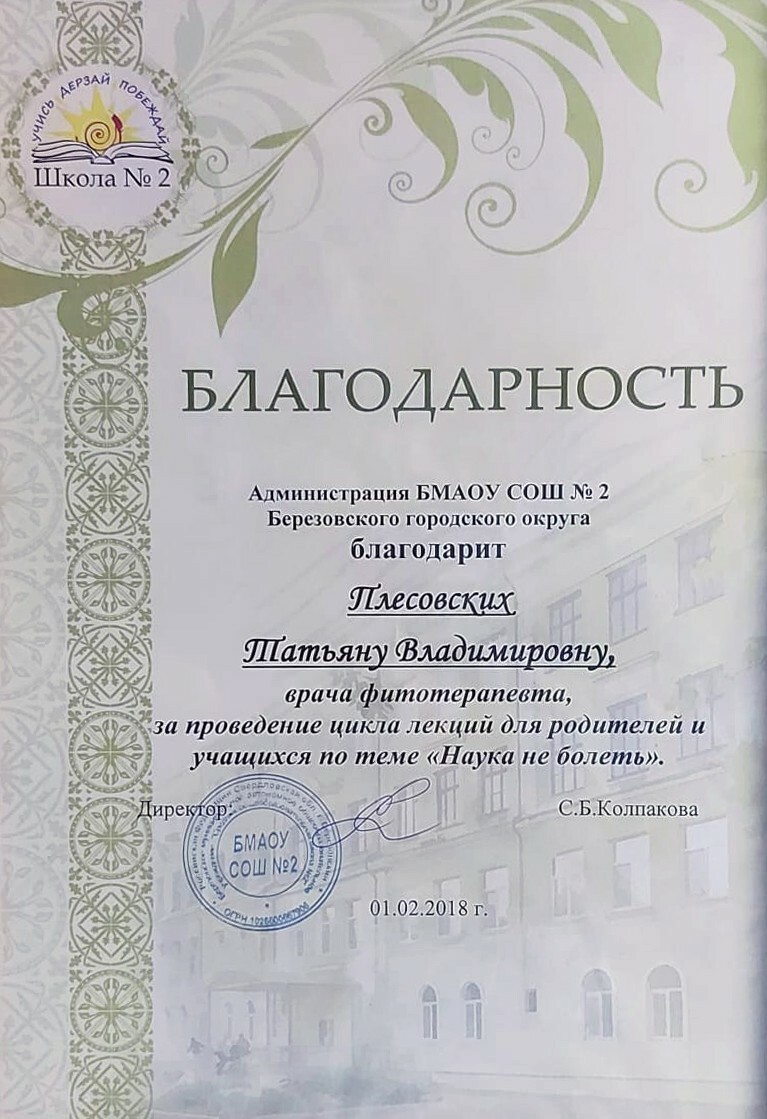 УЧИСЬ ДЕРЗАЙ ПОБЕЖДАЙ
Школа № 2
БЛАГОДАРНОСТЬ
Администрация БМАОУ СОШ № 2
Березовского городского округа
благодарит
Плесовских
Татьяну Владимировну,
врача фитотерапевта,
за проведение цикла лекций для родителей и
учащихся по теме «Наука не болеть».
Директор: С.Б.Колпакова
БМАОУ
СОШ №2
ОГРН
01.02.2018 г.